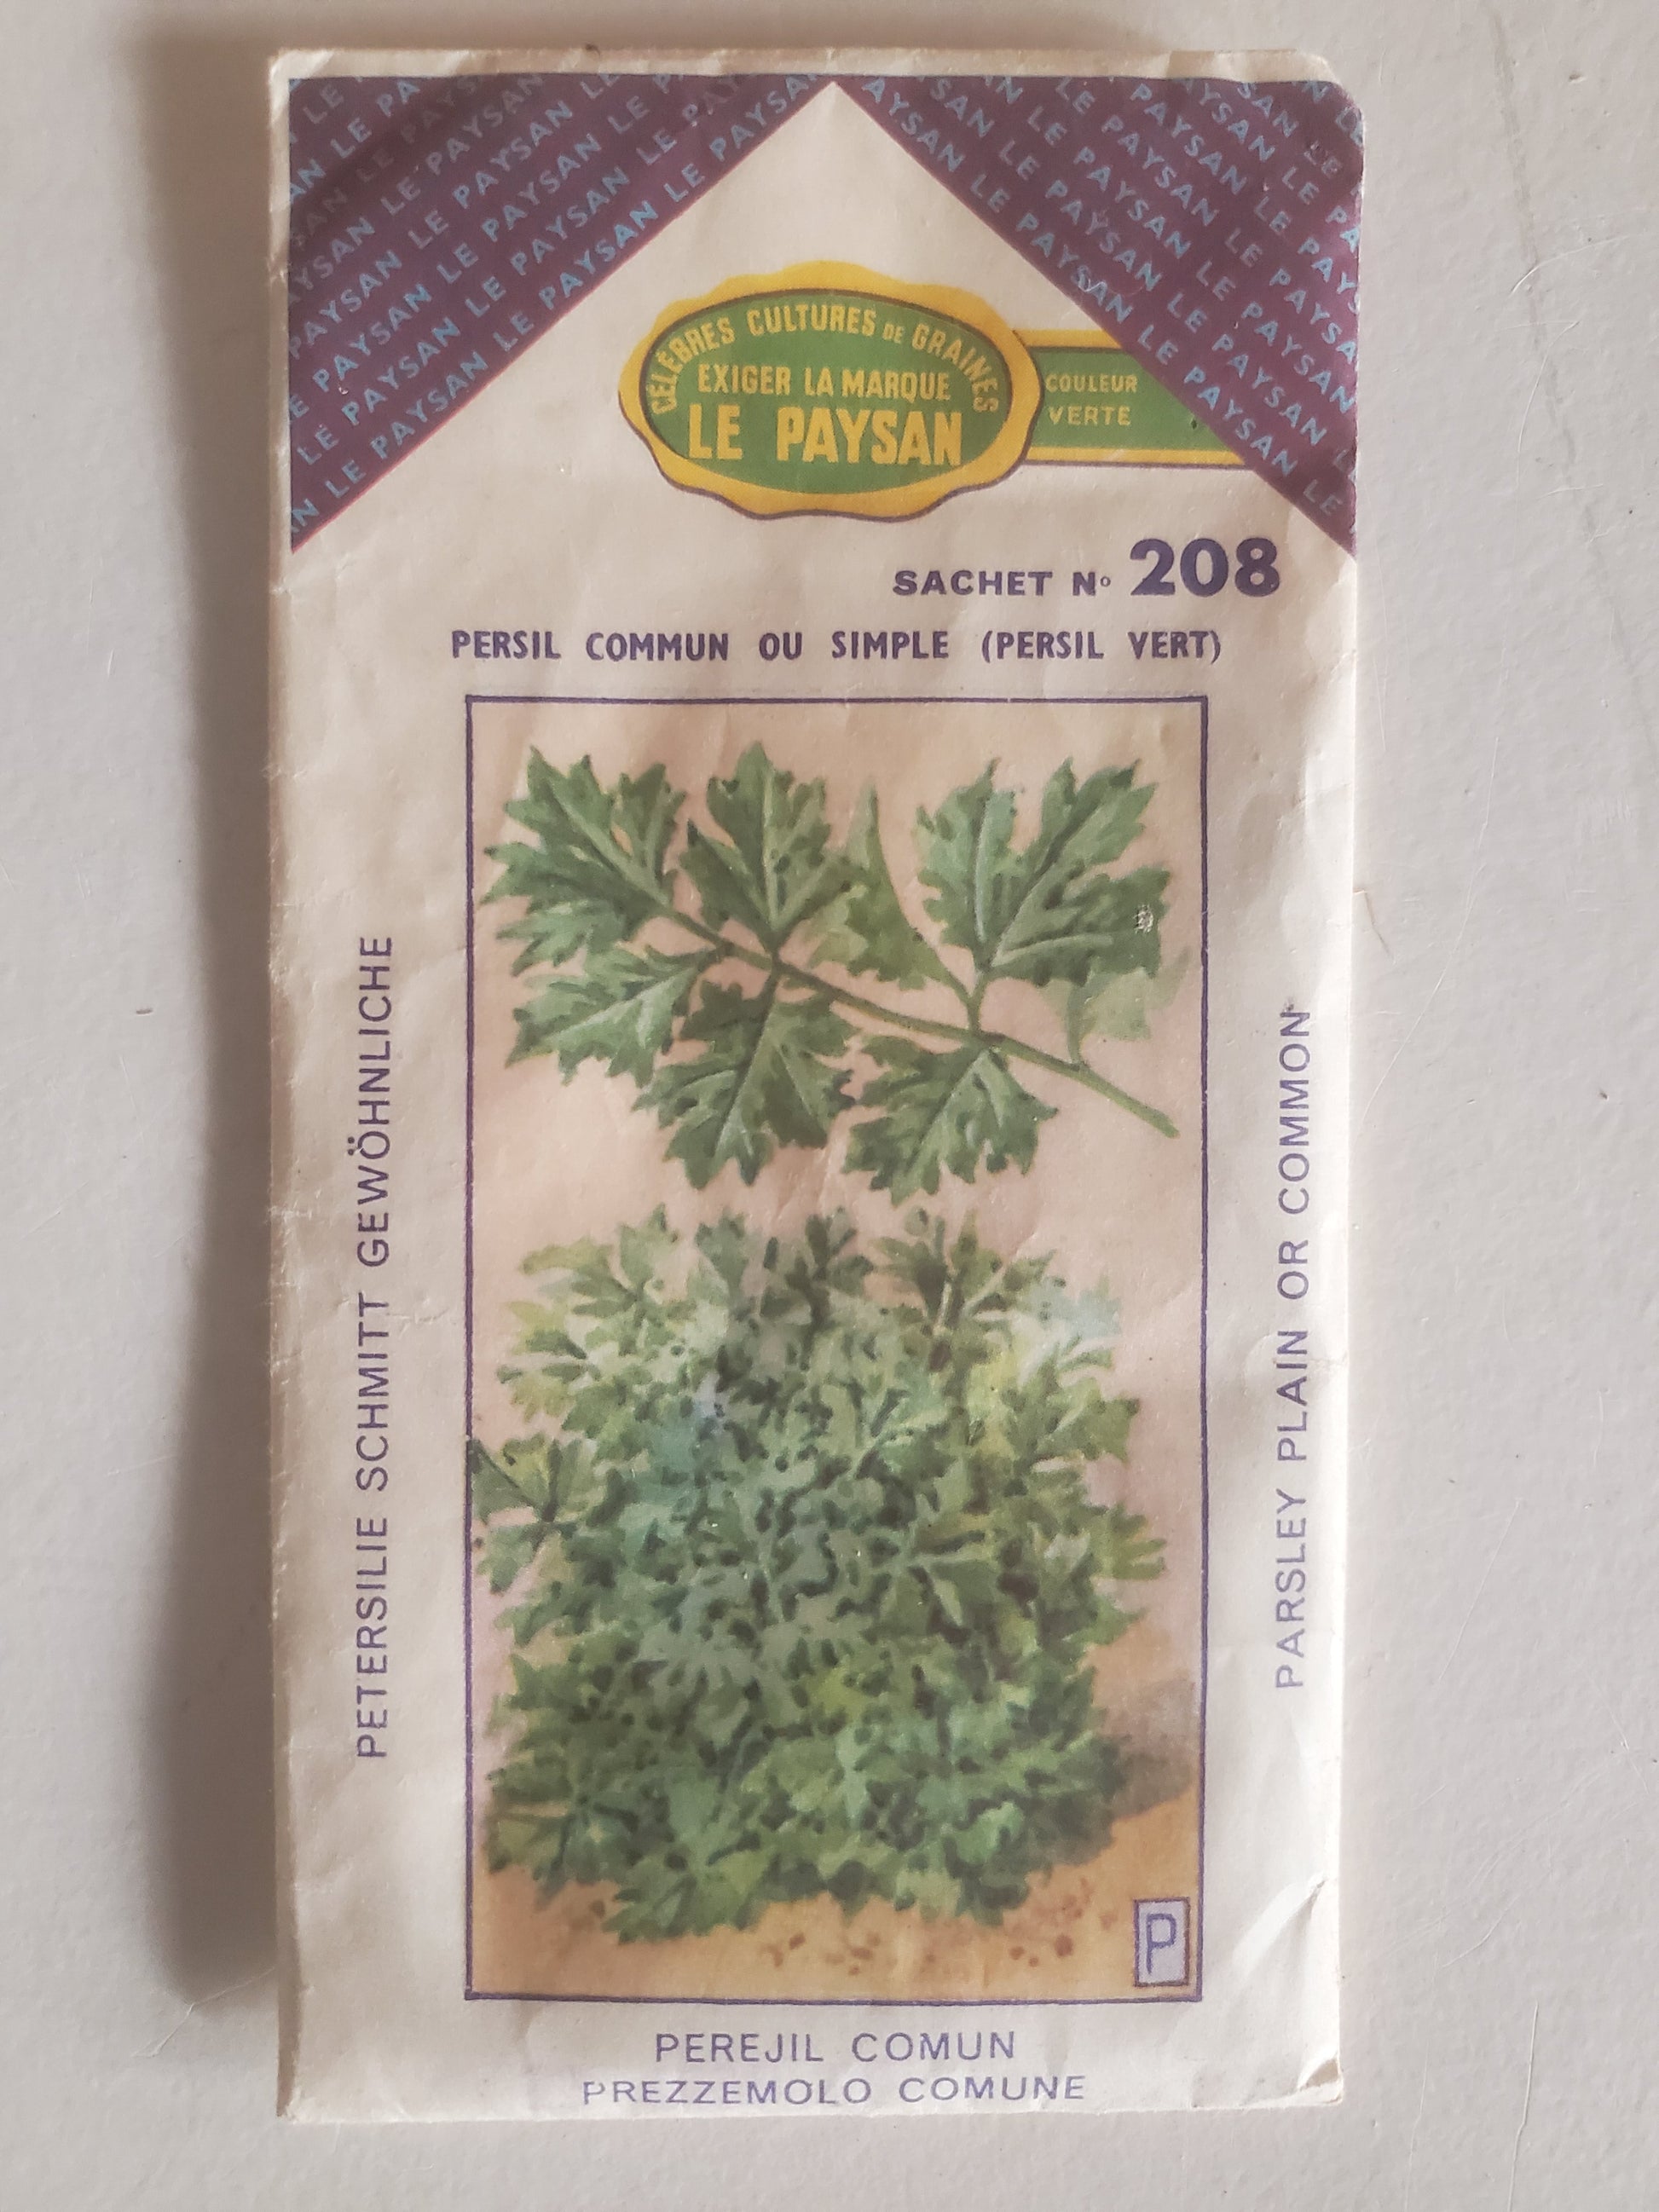 CÉLÈBRES CULTURES DE GRAINES
EXIGER LA MARQUE
LE PAYSAN
COULEUR
VERTE
SACHET Nº 208
PERSIL COMMUN OU SIMPLE (PERSIL VERT)
PETERSILIE SCHMITT GEWÖHNLICHE
PARSLEY PLAIN OR COMMON
P
PEREJIL COMUN
PREZZEMOLO COMUNE
LE PAYSAN LE PAYSAN LE PAYSAN